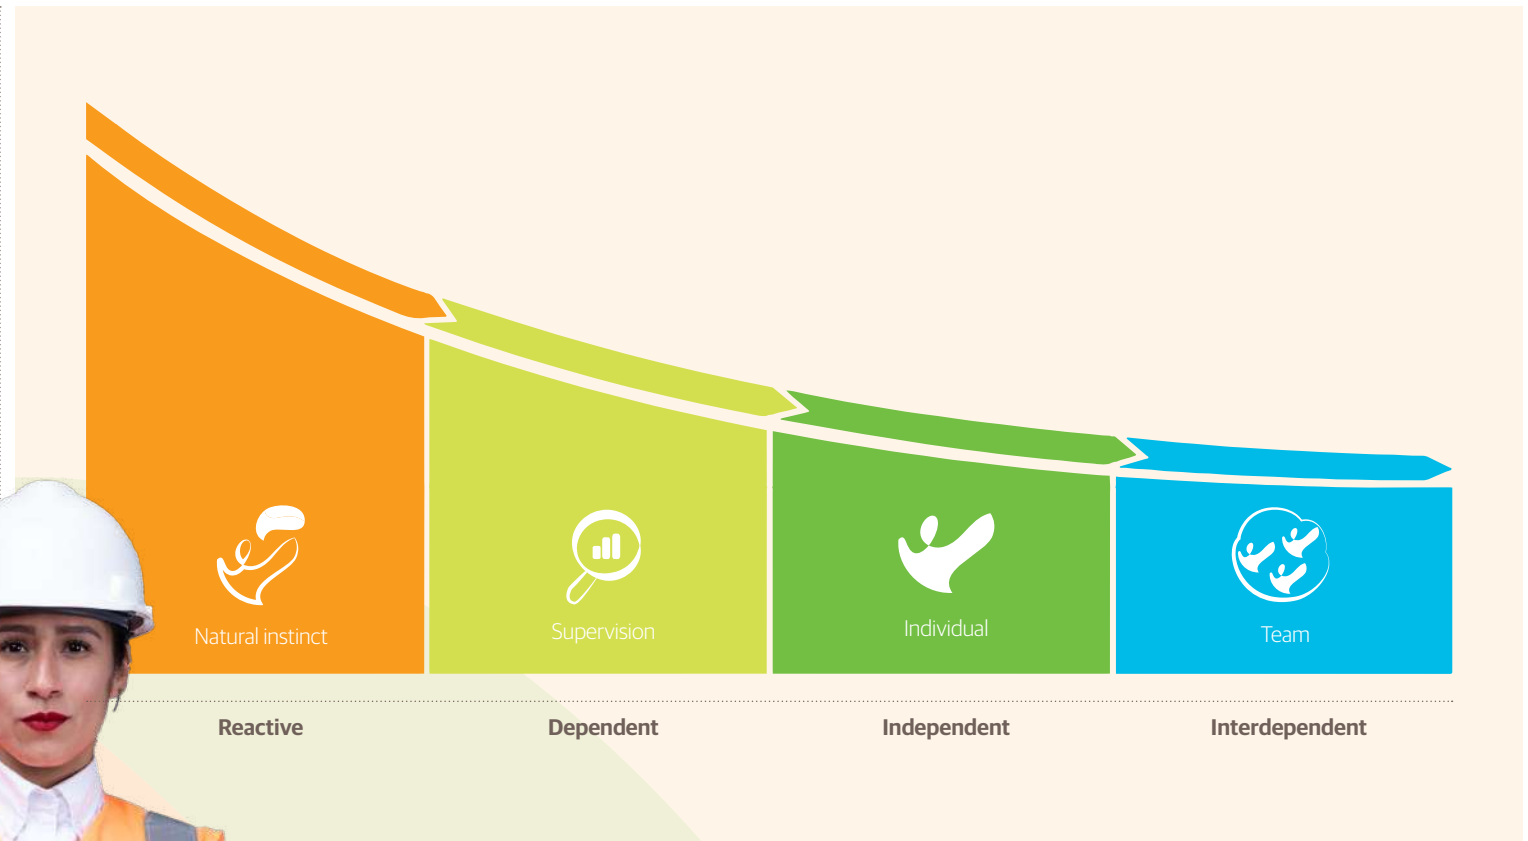 Natural instinct
Supervision
Individual
Team
Reactive
Dependent
Independent
Interdependent